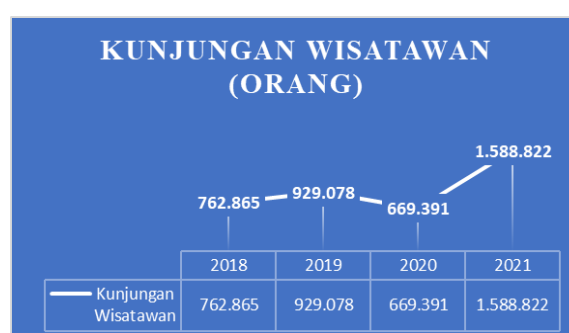 KUNJUNGAN WISATAWAN
(ORANG)
762.865
929.078
669.391
1.588.822
2018 2019 2020 2021
Kunjungan
Wisatawan
762.865 929.078 669.391 1.588.822